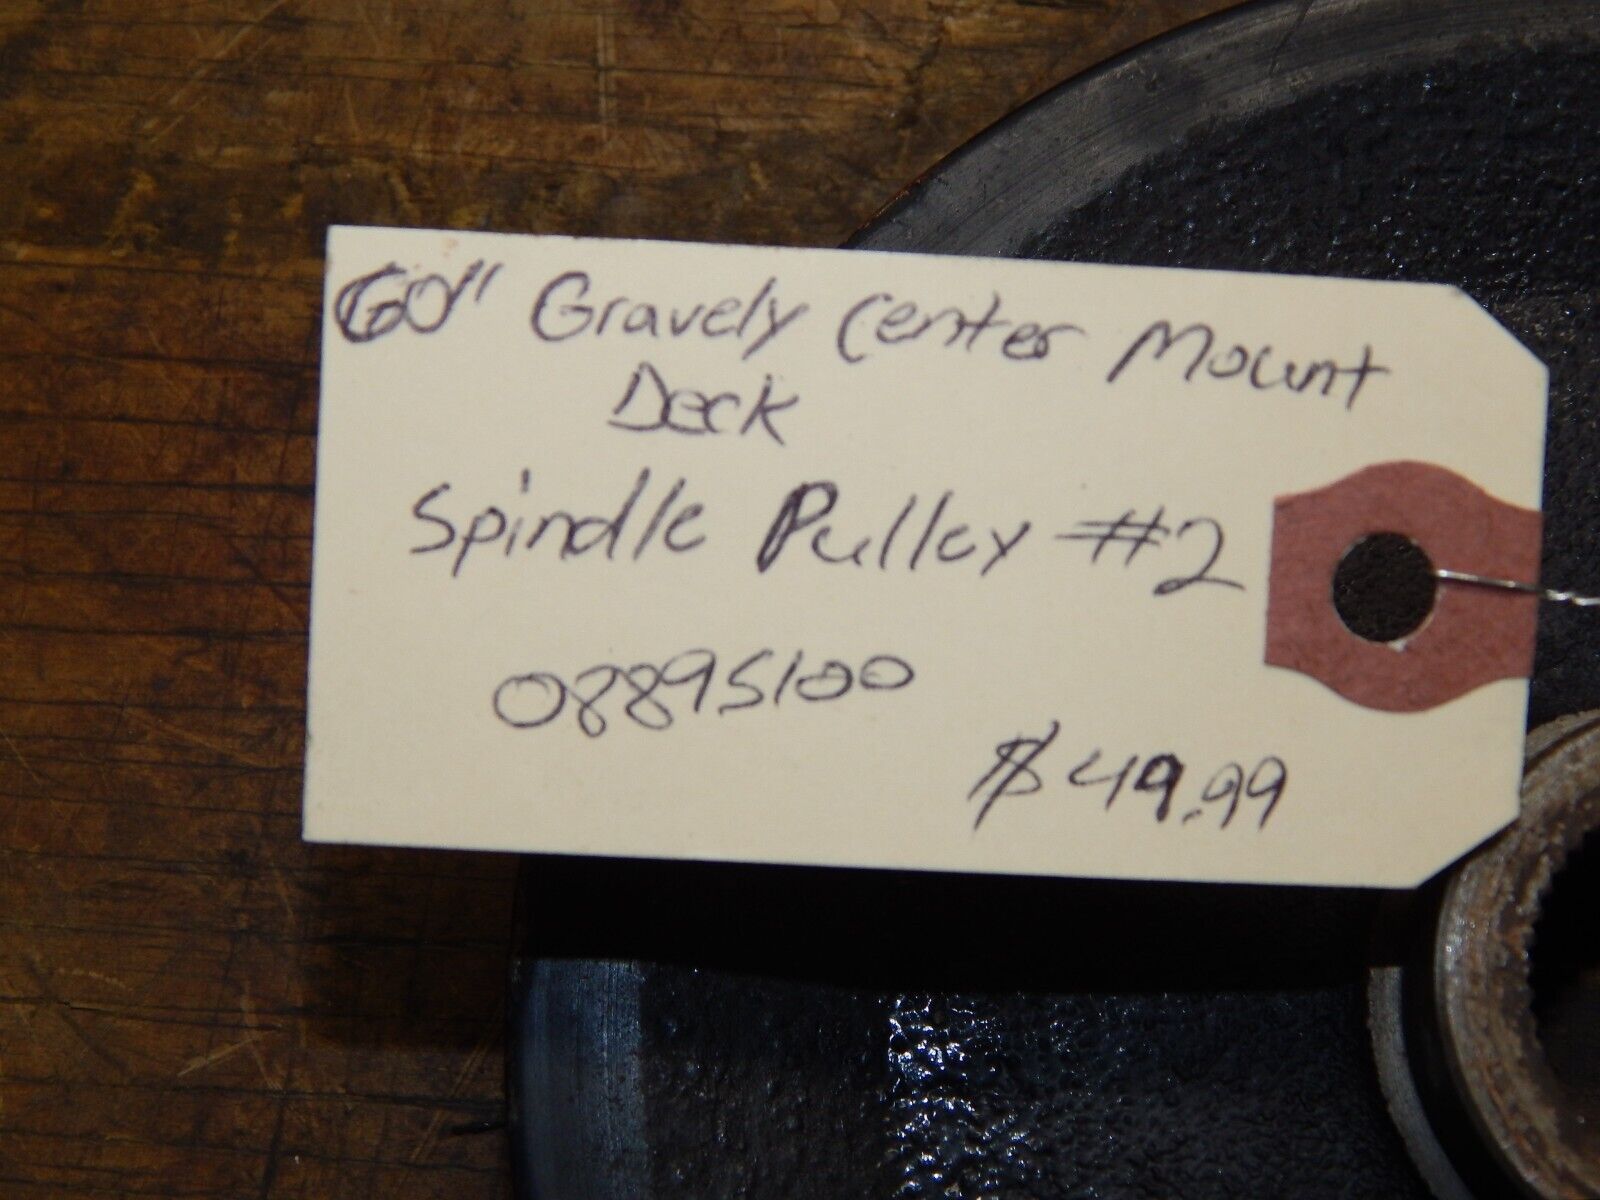 60" Gravely Center Mount
Deck
Spindle Pulley #2
08895100
$49.99